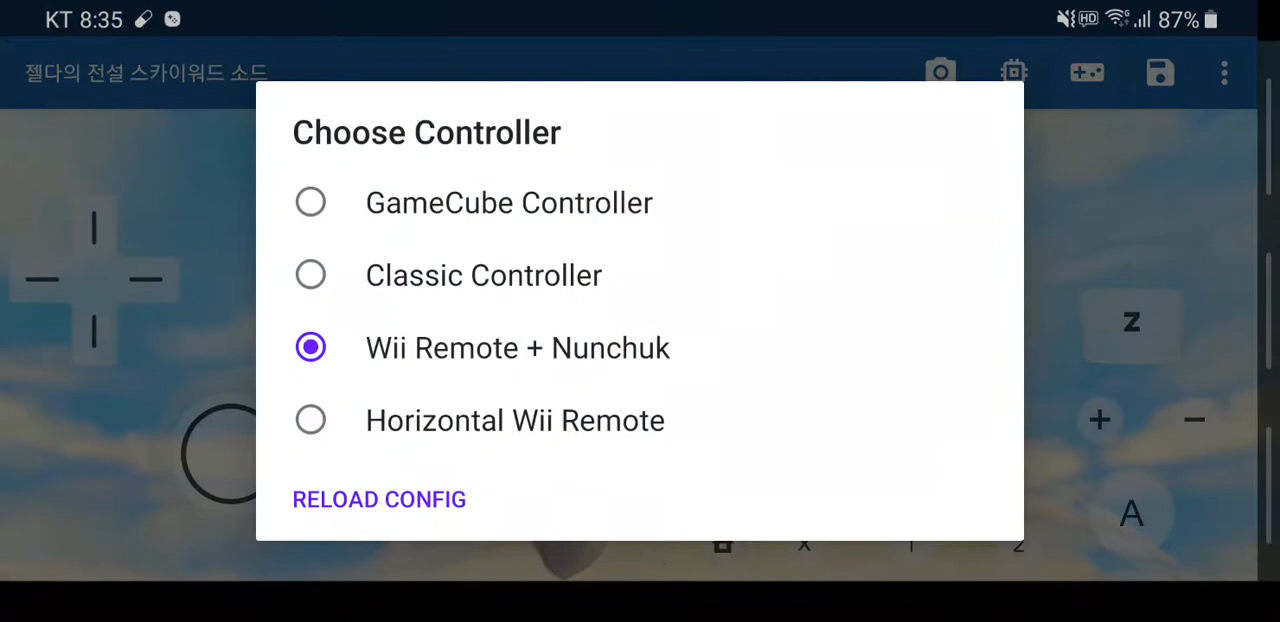 KT 8:35
HD
87%
젤다의 전설 스카이워드 소드
Choose Controller
GameCube Controller
Classic Controller
Wii Remote + Nunchuk
Horizontal Wii Remote
RELOAD CONFIG
Z
+ −
A
X 1 2